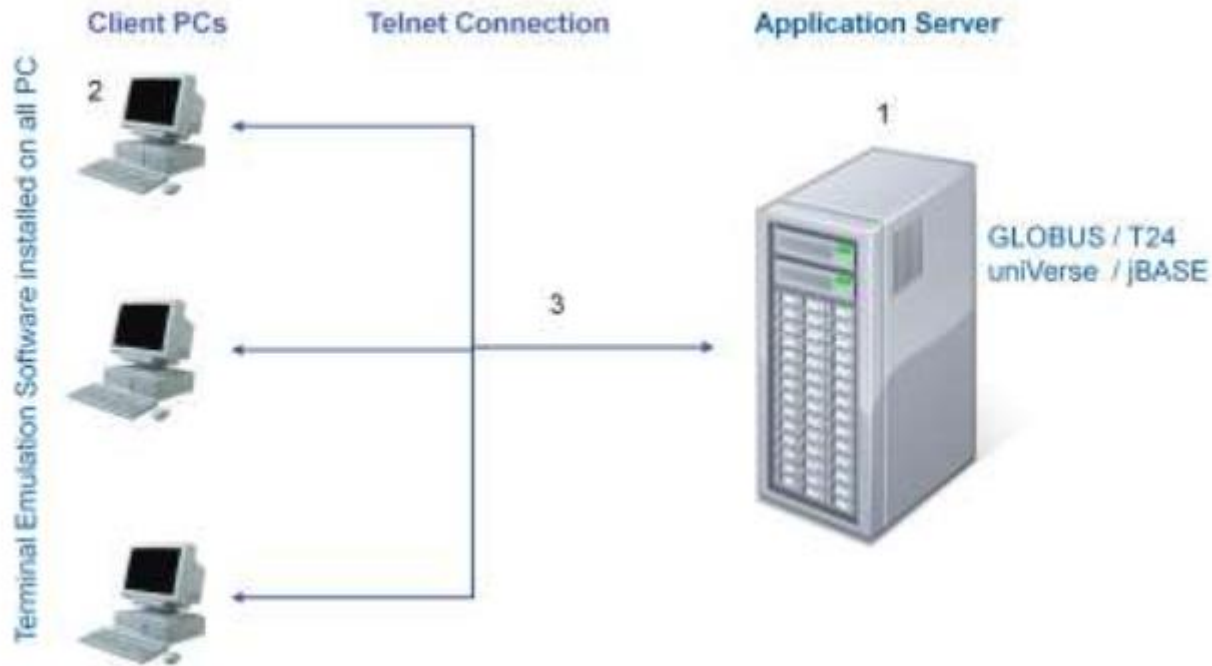 Client PCs
Telnet Connection
Application Server
Terminal Emulation Software installed on all PC
2
1
3
GLOBUS / T24
uniVerse / jBASE